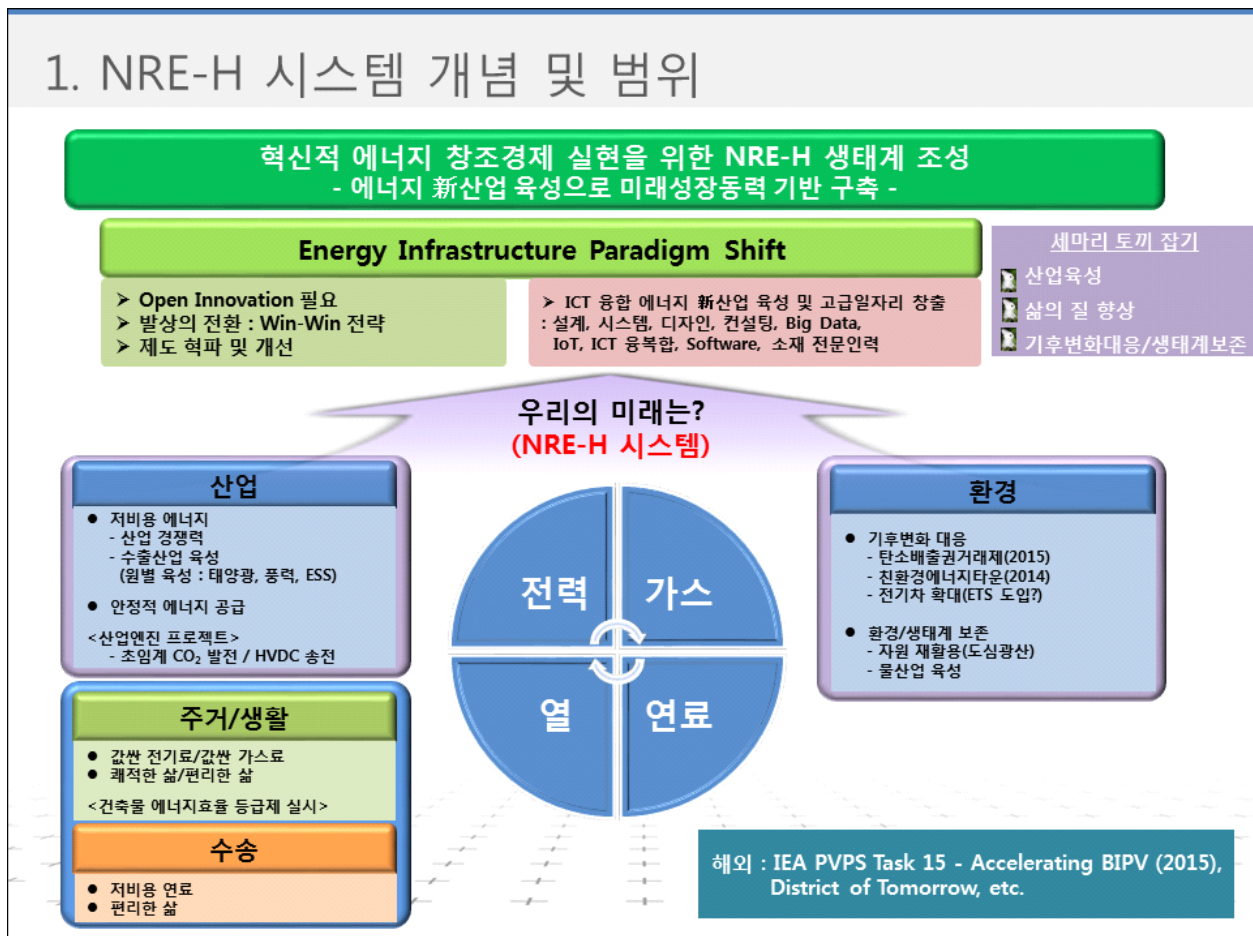 1. NRE-H 시스템 개념 및 범위
혁신적 에너지 창조경제 실현을 위한 NRE-H 생태계 조성
- 에너지 新산업 육성으로 미래성장동력 기반 구축 -
Energy Infrastructure Paradigm Shift
➢ Open Innovation 필요
➢ 발상의 전환 : Win-Win 전략
➢ 제도 혁파 및 개선
➢ ICT 융합 에너지 新산업 육성 및 고급일자리 창출
: 설계, 시스템, 디자인, 컨설팅, Big Data,
IoT, ICT 융복합, Software, 소재 전문인력
세마리 토끼 잡기
산업육성
삶의 질 향상
기후변화대응/생태계보존
우리의 미래는?
(NRE-H 시스템)
산업
● 저비용 에너지
- 산업 경쟁력
- 수출산업 육성
(원별 육성 : 태양광, 풍력, ESS)
● 안정적 에너지 공급
<산업엔진 프로젝트>
- 초임계 CO₂ 발전 / HVDC 송전
주거/생활
● 값싼 전기료/값싼 가스료
● 쾌적한 삶/편리한 삶
<건축물 에너지효율 등급제 실시>
수송
● 저비용 연료
● 편리한 삶
전력
가스
열
연료
환경
● 기후변화 대응
- 탄소배출권거래제(2015)
- 친환경에너지타운(2014)
- 전기차 확대(ETS 도입?)
● 환경/생태계 보존
- 자원 재활용(도심광산)
- 물산업 육성
해외 : IEA PVPS Task 15 - Accelerating BIPV (2015),
District of Tomorrow, etc.